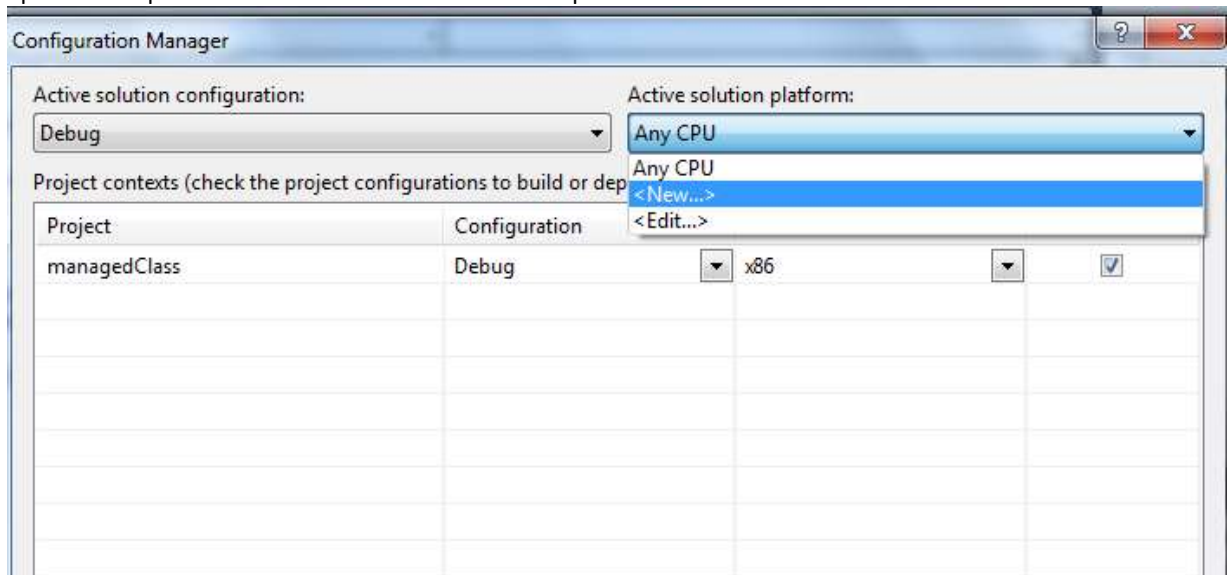 Configuration Manager
Active solution configuration: Active solution platform:
Debug Any CPU
Any CPU
Project contexts (check the project configurations to build or dep
<New...>
Project Configuration <Edit...>
managedClass Debug x86